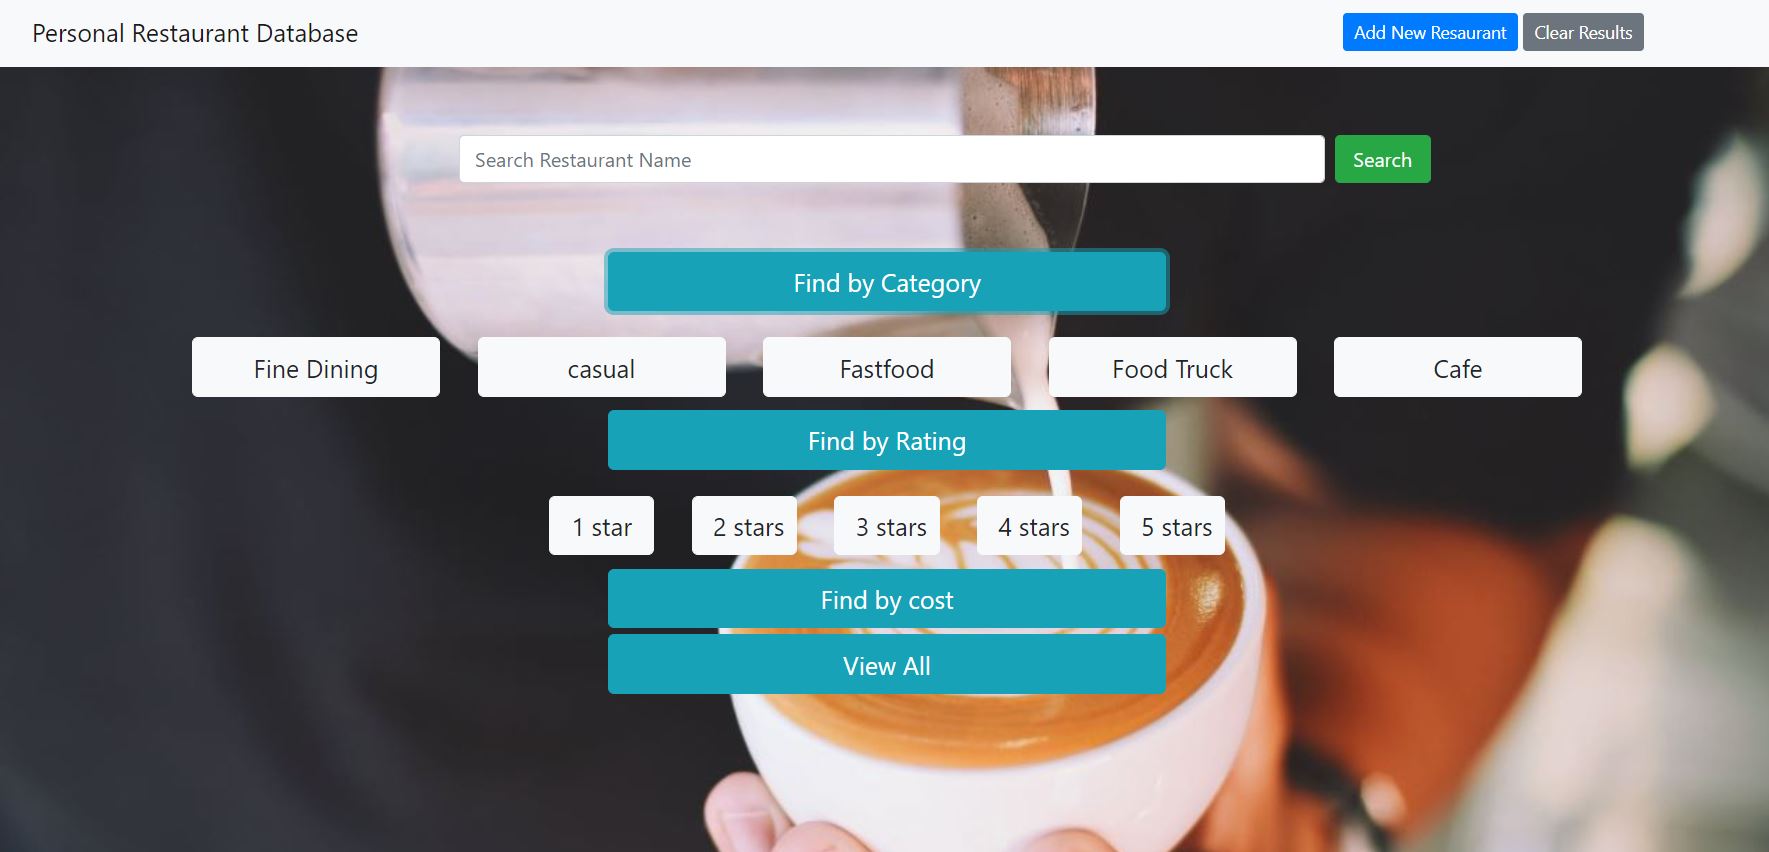 Personal Restaurant Database
Add New Resaurant
Clear Results
Search Restaurant Name
Search
Find by Category
Fine Dining
casual
Fastfood
Food Truck
Cafe
Find by Rating
1 star
2 stars
3 stars
4 stars
5 stars
Find by cost
View All